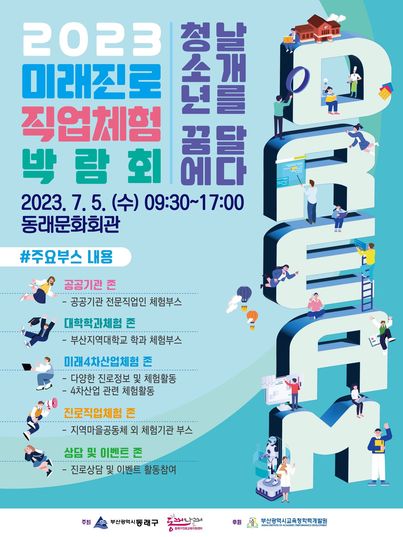 2023
미래진로
직업체험
박람회
청소년 꿈에
날개를 달다
2023. 7. 5. (수) 09:30~17:00
동래문화회관
DREAM
#주요부스 내용
공공기관 존
- 공공기관 전문직업인 체험부스
대학학과체험 존
- 부산지역대학교 학과 체험부스
미래4차산업체험 존
- 다양한 진로정보 및 체험활동
- 4차산업 관련 체험활동
진로직업체험 존
- 지역마을공동체 외 체험기관 부스
상담 및 이벤트 존
- 진로상담 및 이벤트 활동참여
주최 부산광역시 동래구
후원 부산광역시교육청학력개발원